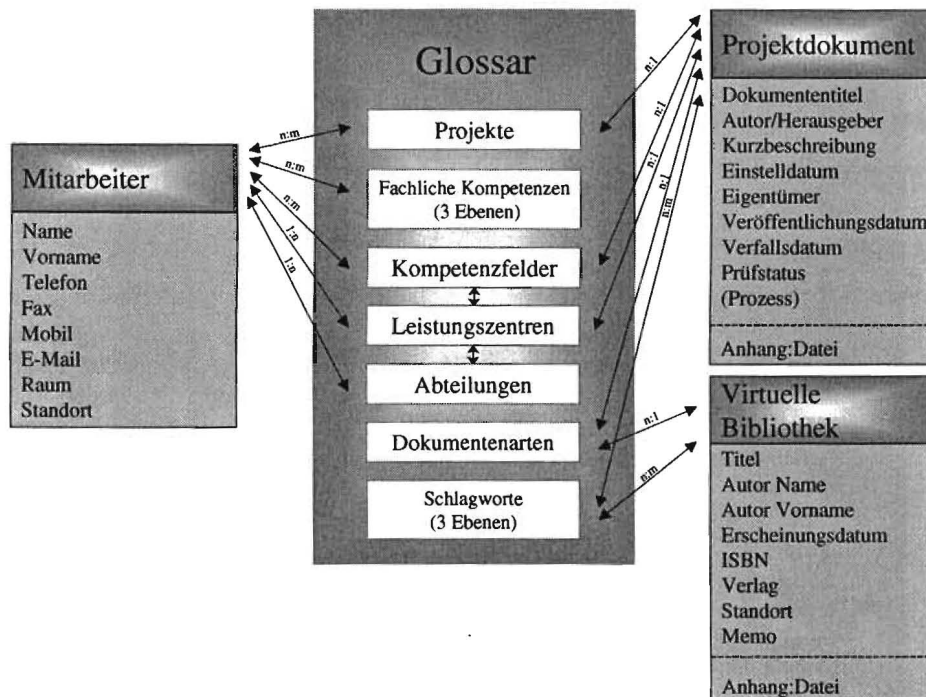 Glossar
Projekte
Fachliche Kompetenzen
(3 Ebenen)
Kompetenzfelder
Leistungszentren
Abteilungen
Dokumentenarten
Schlagworte
(3 Ebenen)
Mitarbeiter
Name
Vorname
Telefon
Fax
Mobil
E-Mail
Raum
Standort
n:m
n:m
n:m
1:n
1:n
Projektdokument
Dokumententitel
Autor/Herausgeber
Kurzbeschreibung
Einstelldatum
Eigentümer
Veröffentlichungsdatum
Verfallsdatum
Prüfstatus
(Prozess)
Anhang:Datei
n:1
n:1
n:1
n:1
n:m
Virtuelle
Bibliothek
Titel
Autor Name
Autor Vorname
Erscheinungsdatum
ISBN
Verlag
Standort
Memo
Anhang:Datei
n:1
n:m